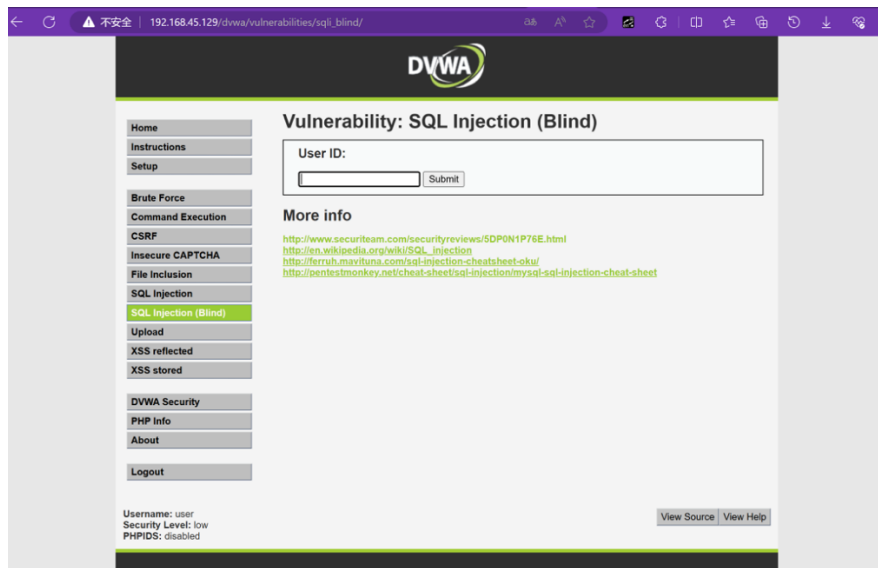 不安全 192.168.45.129/dvwa/vulnerabilities/sqli_blind/
DVWA
Home
Instructions
Setup
Brute Force
Command Execution
CSRF
Insecure CAPTCHA
File Inclusion
SQL Injection
SQL Injection (Blind)
Upload
XSS reflected
XSS stored
DVWA Security
PHP Info
About
Logout
Username: user
Security Level: low
PHPIDS: disabled
Vulnerability: SQL Injection (Blind)
User ID:
Submit
More info
http://www.securiteam.com/securityreviews/5DP0N1P76E.html
http://en.wikipedia.org/wiki/SQL_injection
http://ferruh.mavituna.com/sql-injection-cheatsheet-oku/
http://pentestmonkey.net/cheat-sheet/sql-injection/mysql-sql-injection-cheat-sheet
View Source View Help